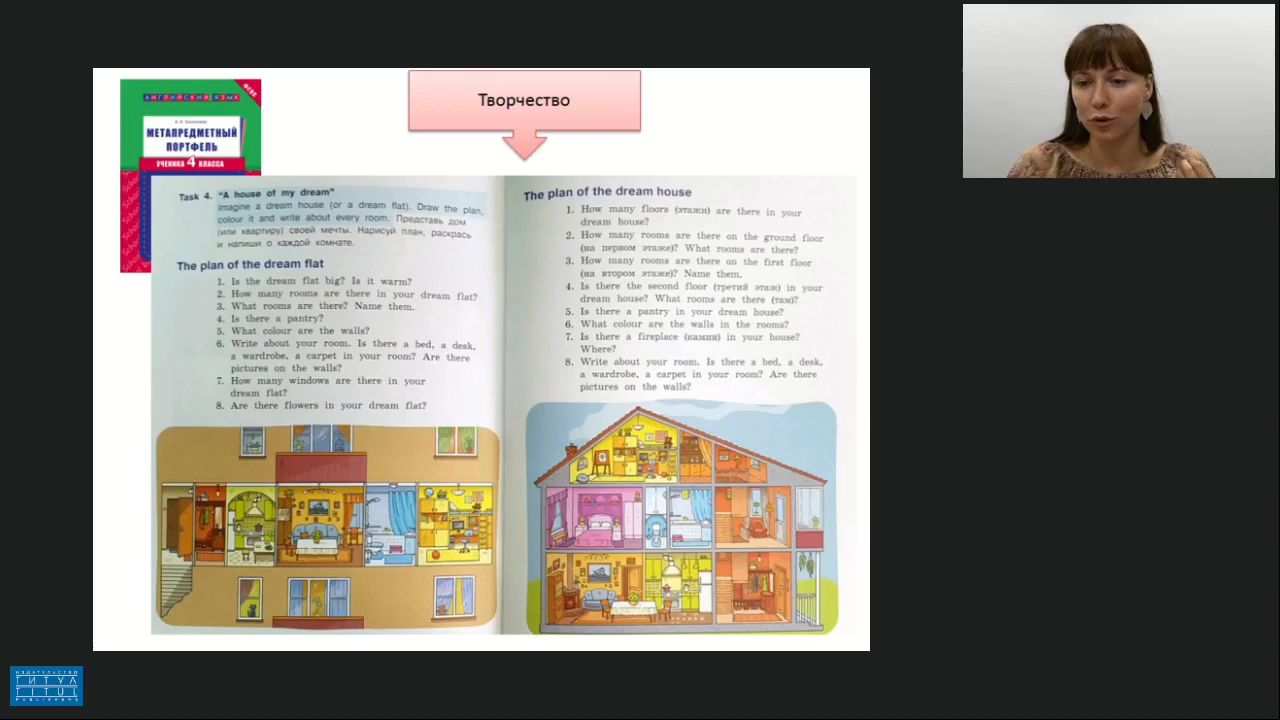 Творчество
АНГЛИЙСКИЙ ЯЗЫК
ФГОС
МЕТАПРЕДМЕТНЫЙ
ПОРТФЕЛЬ
УЧЕНИКА 4 КЛАССА
Task 4. "A house of my dream"
Imagine a dream house (or a dream flat). Draw the plan,
colour it and write about every room. Представь дом
(или квартиру) своей мечты. Нарисуй план, раскрась
и напиши о каждой комнате.
The plan of the dream flat
1. Is the dream flat big? Is it warm?
2. How many rooms are there in your dream flat?
3. What rooms are there? Name them.
4. Is there a pantry?
5. What colour are the walls?
6. Write about your room. Is there a bed, a desk,
a wardrobe, a carpet in your room? Are there
pictures on the walls?
7. How many windows are there in your
dream flat?
8. Are there flowers in your dream flat?
The plan of the dream house
1. How many floors (этажи) are there in your
dream house?
2. How many rooms are there on the ground floor
(на первом этаже)? What rooms are there?
3. How many rooms are there on the first floor
(на втором этаже)? Name them.
4. Is there the second floor (третий этаж) in your
dream house? What rooms are there (там)?
5. Is there a pantry in your dream house?
6. What colour are the walls in the rooms?
7. Is there a fireplace (камин) in your house?
Where?
8. Write about your room. Is there a bed, a desk,
a wardrobe, a carpet in your room? Are there
pictures on the walls?
ИЗДАТЕЛЬСТВО
ТИТУЛ
TITUL
PUBLISHERS